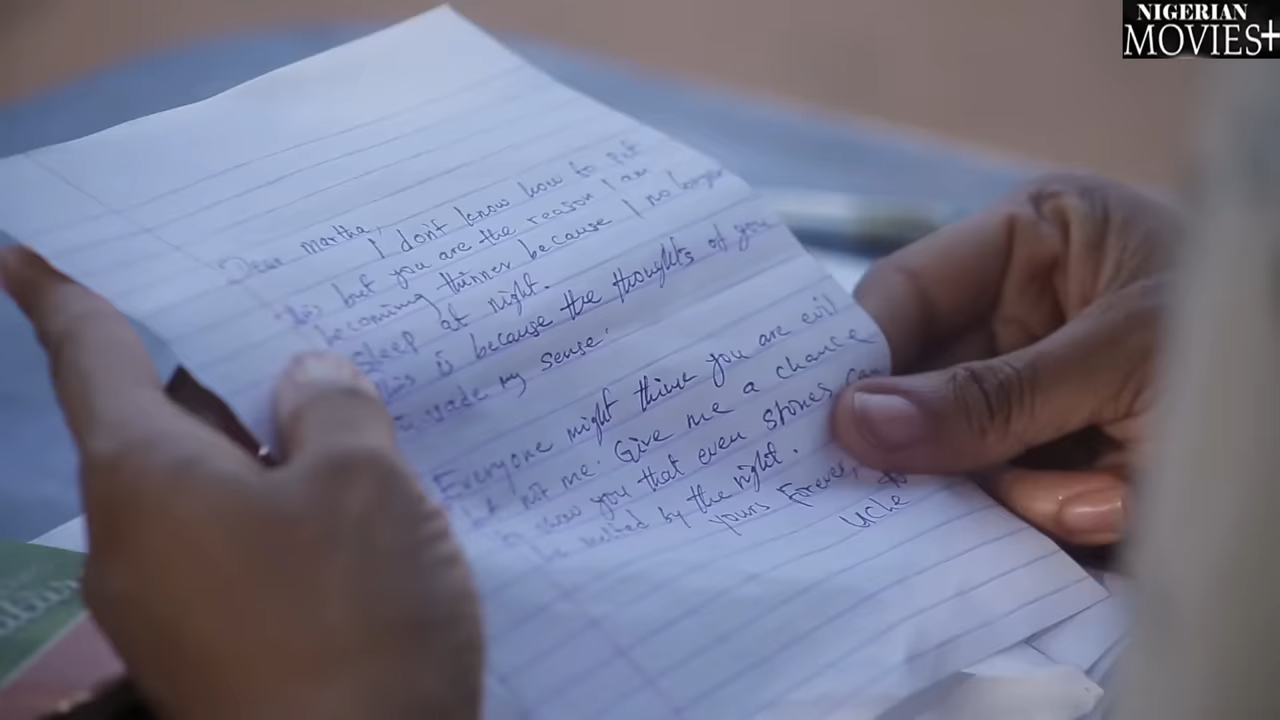 NIGERIAN
MOVIES+
Dear Martha,
I don't know how to put
this but you are the reason I am
becoming thinner because I no longer
sleep at night.
This is because the thoughts of you
invade my sense.
Everyone might think you are evil
but not me. Give me a chance
to show you that even stones can
be melted by the right.
yours Forever,
Uche